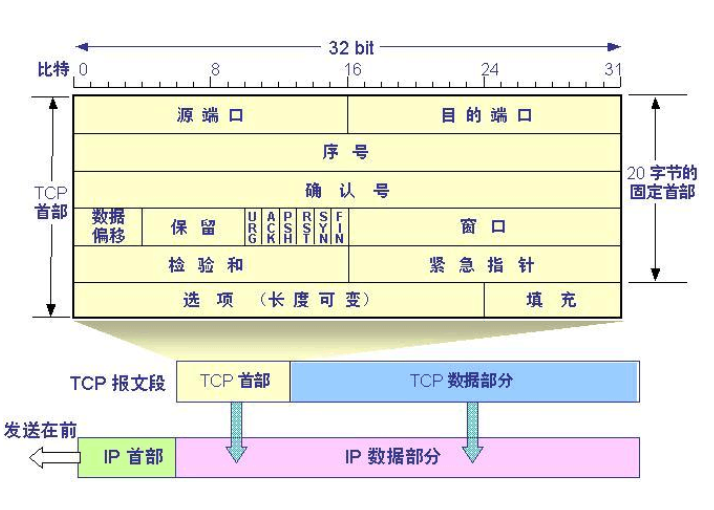 32 bit
比特 0 8 16 24 31
源端口 目的端口
序号
TCP 首部
确认号
20 字节的
固定首部
数据偏移 保留 URG ACK PSH RST SYN FIN 窗口
检验和 紧急指针
选项（长度可变） 填充
TCP 报文段 TCP 首部 TCP 数据部分
发送在前
IP 首部 IP 数据部分